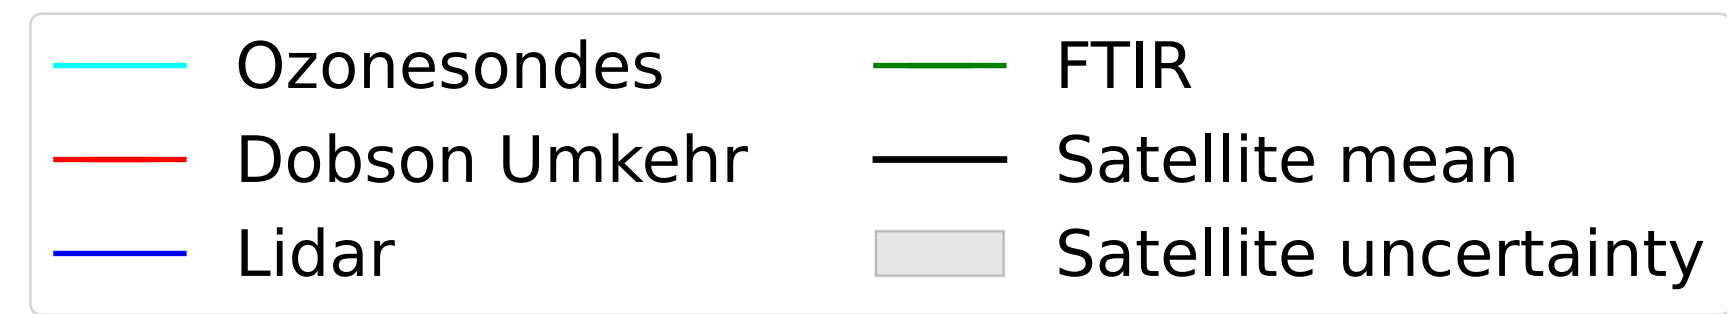 Ozonesondes
Dobson Umkehr
Lidar
FTIR
Satellite mean
Satellite uncertainty